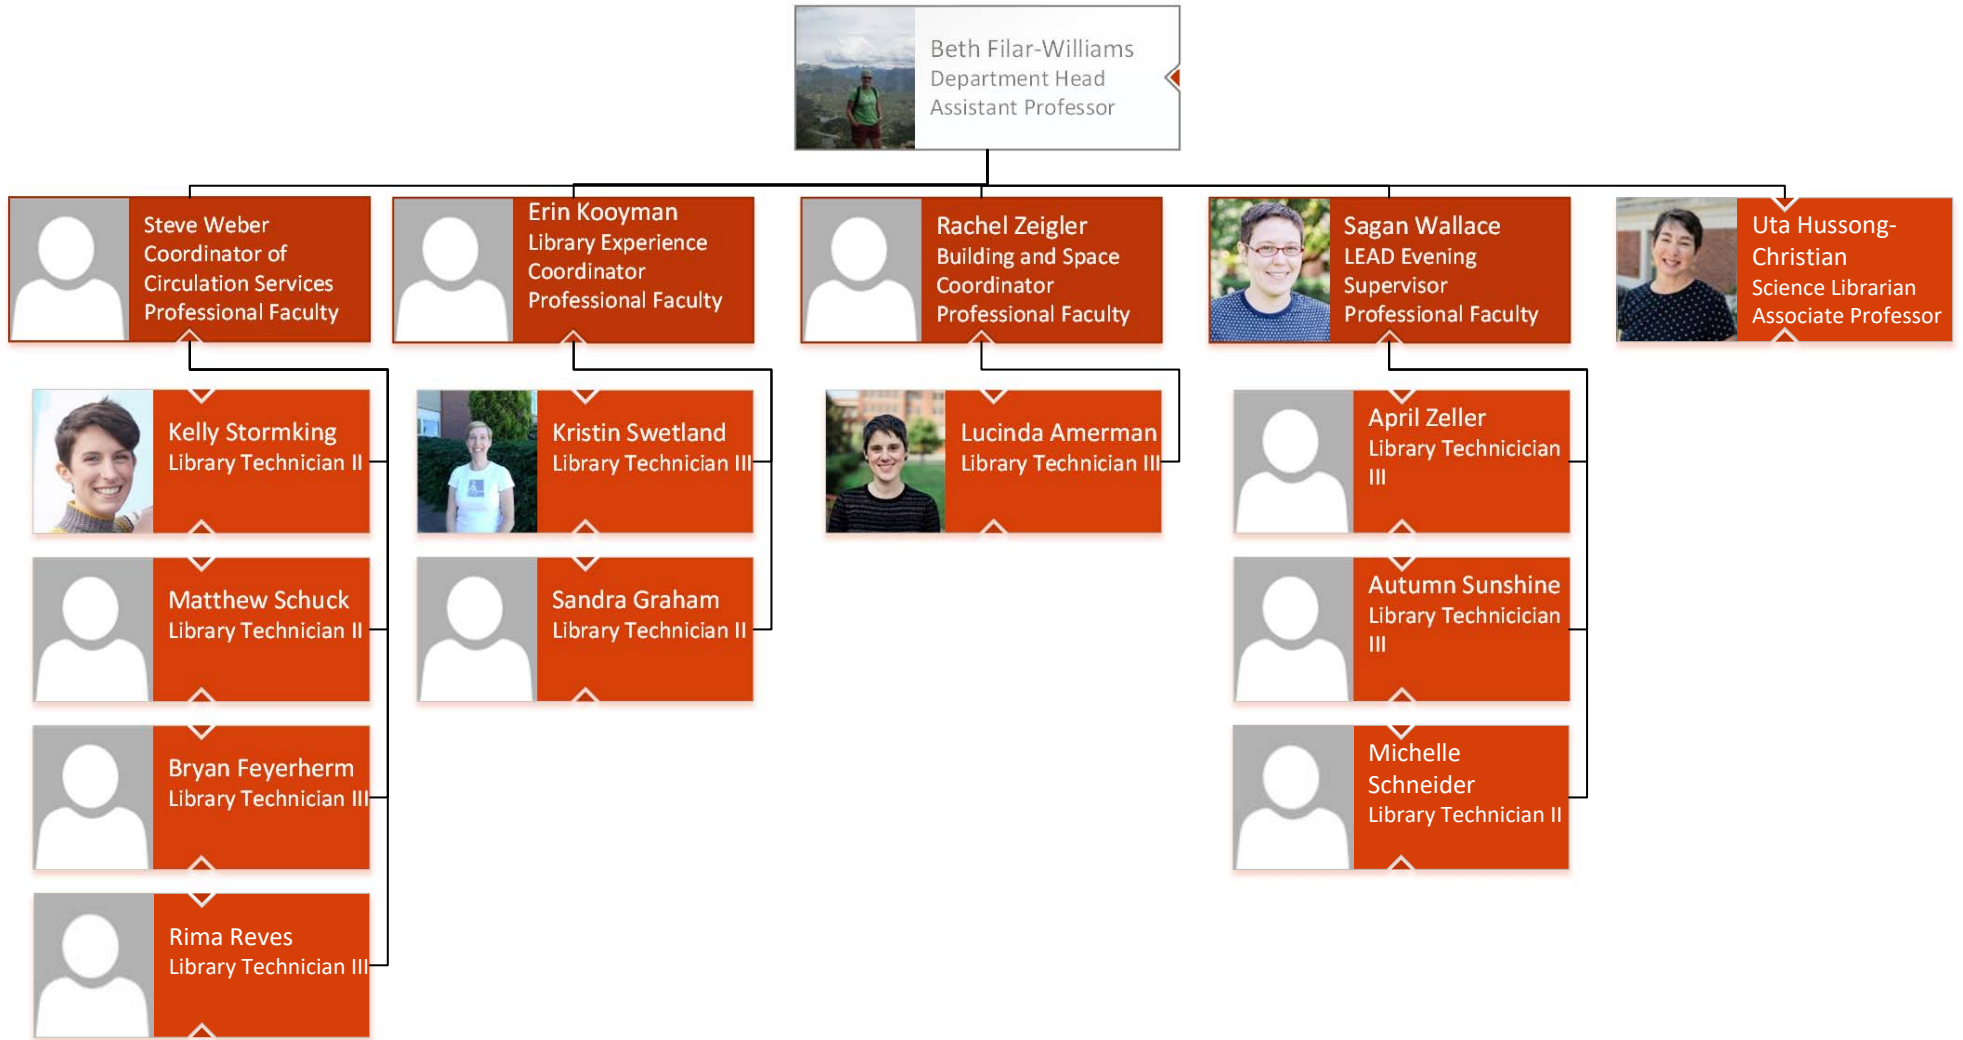 Beth Filar-Williams
Department Head
Assistant Professor
Steve Weber
Coordinator of
Circulation Services
Professional Faculty
Erin Kooyman
Library Experience
Coordinator
Professional Faculty
Rachel Zeigler
Building and Space
Coordinator
Professional Faculty
Sagan Wallace
LEAD Evening
Supervisor
Professional Faculty
Uta Hussong-
Christian
Science Librarian
Associate Professor
Kelly Stormking
Library Technician II
Kristin Swetland
Library Technician III
Lucinda Amerman
Library Technician III
April Zeller
Library Technicician
III
Matthew Schuck
Library Technician II
Sandra Graham
Library Technician II
Autumn Sunshine
Library Technicician
III
Bryan Feyerherm
Library Technician III
Michelle
Schneider
Library Technician II
Rima Reves
Library Technician III